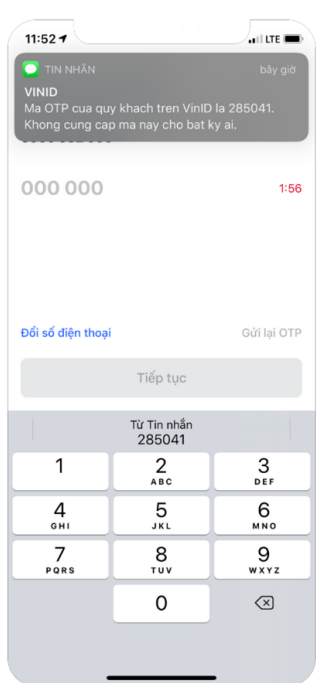 11:52
LTE
TIN NHẮN
bây giờ
VINID
Ma OTP cua quy khach tren VinID la 285041.
Khong cung cap ma nay cho bat ky ai.
000 000
1:56
Đổi số điện thoại
Gửi lại OTP
Tiếp tục
Từ Tin nhắn
285041
1
2
ABC
3
DEF
4
GHI
5
JKL
6
MNO
7
PQRS
8
TUV
9
WXYZ
0